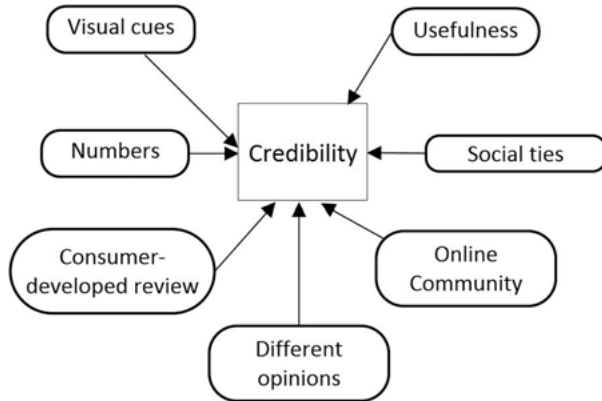 Visual cues
Usefulness
Numbers
Credibility
Social ties
Consumer-
developed review
Online
Community
Different
opinions